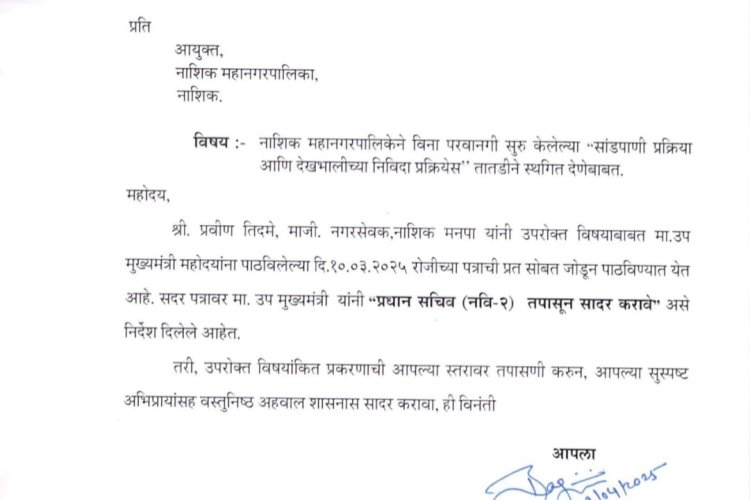 प्रति
आयुक्त,
नाशिक महानगरपालिका,
नाशिक.
विषय :- नाशिक महानगरपालिकेने विना परवानगी सुरु केलेल्या “सांडपाणी प्रक्रिया
आणि देखभालीच्या निविदा प्रक्रियेस” तातडीने स्थगित देणेबाबत.
महोदय,
श्री. प्रवीण तिदमे, माजी. नगरसेवक,नाशिक मनपा यांनी उपरोक्त विषयाबाबत मा.उप
मुख्यमंत्री महोदयांना पाठविलेल्या दि.१०.०३.२०२५ रोजीच्या पत्राची प्रत सोबत जोडून पाठविण्यात येत
आहे. सदर पत्रावर मा. उप मुख्यमंत्री यांनी “प्रधान सचिव (नवि-२) तपासून सादर करावे” असे
निर्देश दिलेले आहेत.
तरी, उपरोक्त विषयांकित प्रकरणाची आपल्या स्तरावर तपासणी करुन, आपल्या सुस्पष्ट
अभिप्रायांसह वस्तुनिष्ठ अहवाल शासनास सादर करावा, ही विनंती
आपला
/04/2025